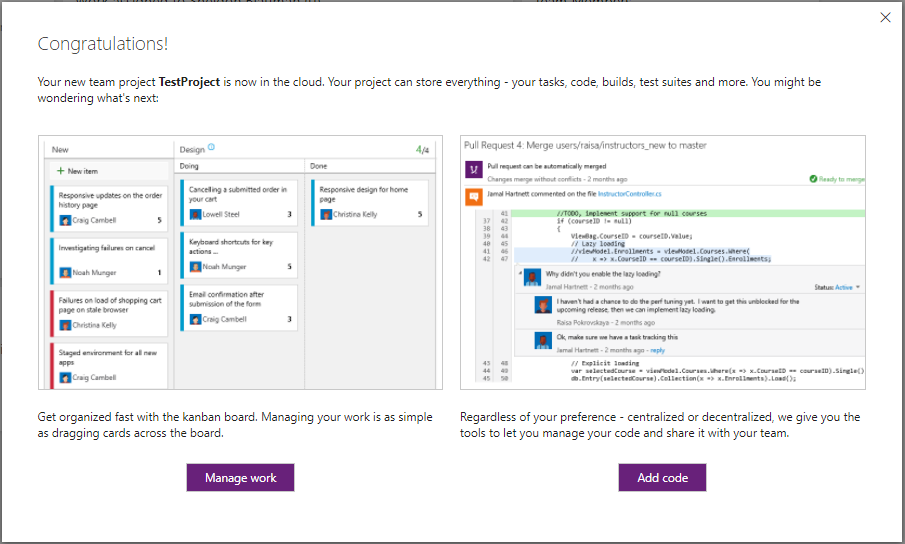 Congratulations!
Your new team project TestProject is now in the cloud. Your project can store everything - your tasks, code, builds, test suites and more. You might be
wondering what's next:
New
+ New item
Responsive updates on the order
history page
Craig Cambell 5
Investigating failures on cancel
Noah Munger 1
Failures on load of shopping cart
page on stale browser
Christina Kelly
Staged environment for all new
apps
Craig Cambell
Design
4/4
Doing
Cancelling a submitted order in
your cart
Lowell Steel 3
Keyboard shortcuts for key
actions ...
Noah Munger 5
Email confirmation after
submission of the form
Craig Cambell 3
Done
Responsive design for home
page
Christina Kelly 5
Pull Request 4: Merge users/raisa/instructors_new to master
Pull request can be automatically merged
Changes merge without conflicts - 2 months ago
Ready to merge
Jamal Hartnett commented on the file InstructorController.cs
41 //TODO, implement support for null courses
37 42 if (courseID != null)
38 43 {
39 44 ViewBag.CourseID = courseID.Value;
40 45 // Lazy loading
41 46 //viewModel.Enrollments = viewModel.Courses.Where(
42 47 // x => x.CourseID == courseID).Single().Enrollments;
Why didn't you enable the lazy loading?
Jamal Hartnett - 2 months ago
Status: Active
I haven't had a chance to do the perf tuning yet. I want to get this unblocked for the
upcoming release, then we can implement lazy loading.
Raisa Pokrovskaya - 2 months ago
Ok, make sure we have a task tracking this
Jamal Hartnett - 2 months ago - reply
43 48 // Explicit loading
44 49 var selectedCourse = viewModel.Courses.Where(x => x.CourseID == courseID).Single()
45 50 db.Entry(selectedCourse).Collection(x => x.Enrollments).Load();
Get organized fast with the kanban board. Managing your work is as simple
as dragging cards across the board.
Regardless of your preference - centralized or decentralized, we give you the
tools to let you manage your code and share it with your team.
Manage work
Add code